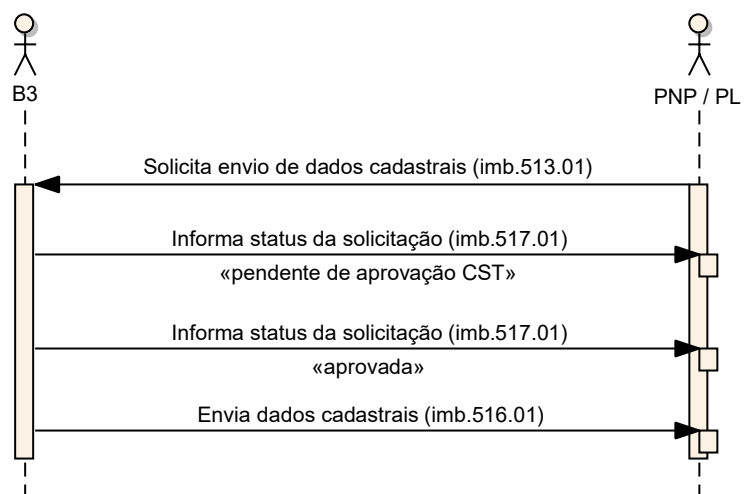 B3
PNP / PL
Solicita envio de dados cadastrais (imb.513.01)
Informa status da solicitação (imb.517.01)
«pendente de aprovação CST»
Informa status da solicitação (imb.517.01)
«aprovada»
Envia dados cadastrais (imb.516.01)